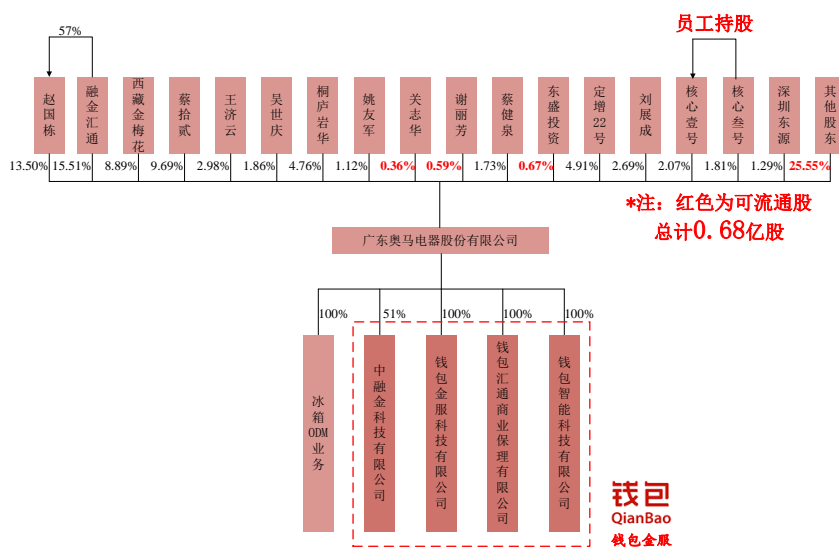 57%
员工持股
赵国栋
融金汇通
西藏金梅花
蔡拾贰
王济云
吴世庆
桐庐岩华
姚友军
关志华
谢丽芳
蔡健泉
东盛投资
定增22号
刘展成
核心壹号
核心叁号
深圳东源
其他股东
13.50%
15.51%
8.89%
9.69%
2.98%
1.86%
4.76%
1.12%
0.36%
0.59%
1.73%
0.67%
4.91%
2.69%
2.07%
1.81%
1.29%
25.55%
*注：红色为可流通股
总计0.68亿股
广东奥马电器股份有限公司
100%
51%
100%
100%
100%
冰箱ODM业务
中融金科技有限公司
钱包金服科技有限公司
钱包汇通商业保理有限公司
钱包智能科技有限公司
钱包
QianBao
钱包金服